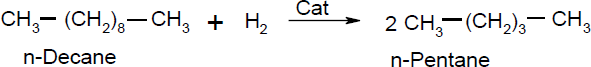 CH₃—(CH₂)₈—CH₃ + H₂ Cat 2 CH₃—(CH₂)₃—CH₃
n-Decane n-Pentane